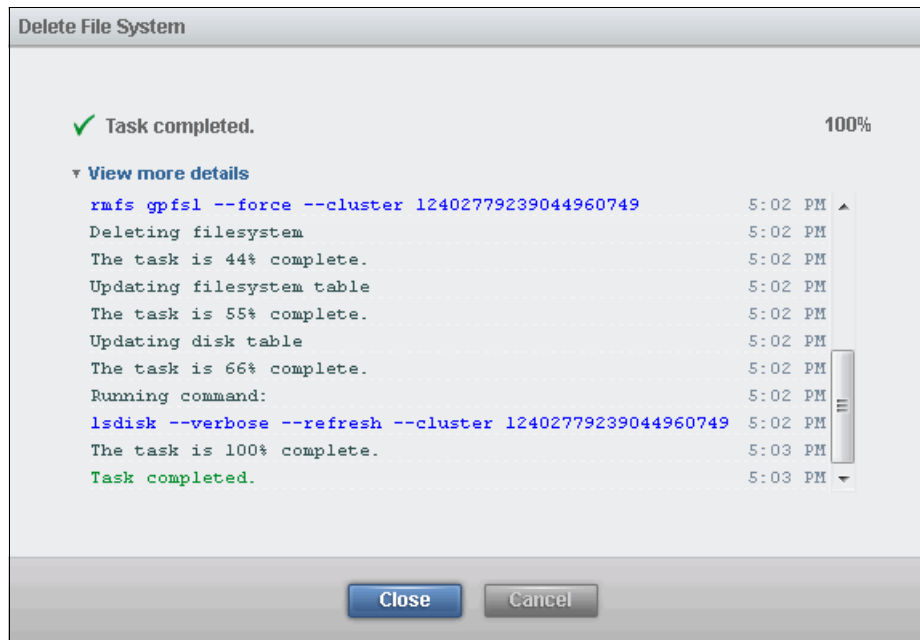 Delete File System
Task completed. 100%
View more details
rmfs gpfs1 --force --cluster 12402779239044960749 5:02 PM
Deleting filesystem 5:02 PM
The task is 44% complete. 5:02 PM
Updating filesystem table 5:02 PM
The task is 55% complete. 5:02 PM
Updating disk table 5:02 PM
The task is 66% complete. 5:02 PM
Running command: 5:02 PM
lsdisk --verbose --refresh --cluster 12402779239044960749 5:02 PM
The task is 100% complete. 5:03 PM
Task completed. 5:03 PM
Close Cancel